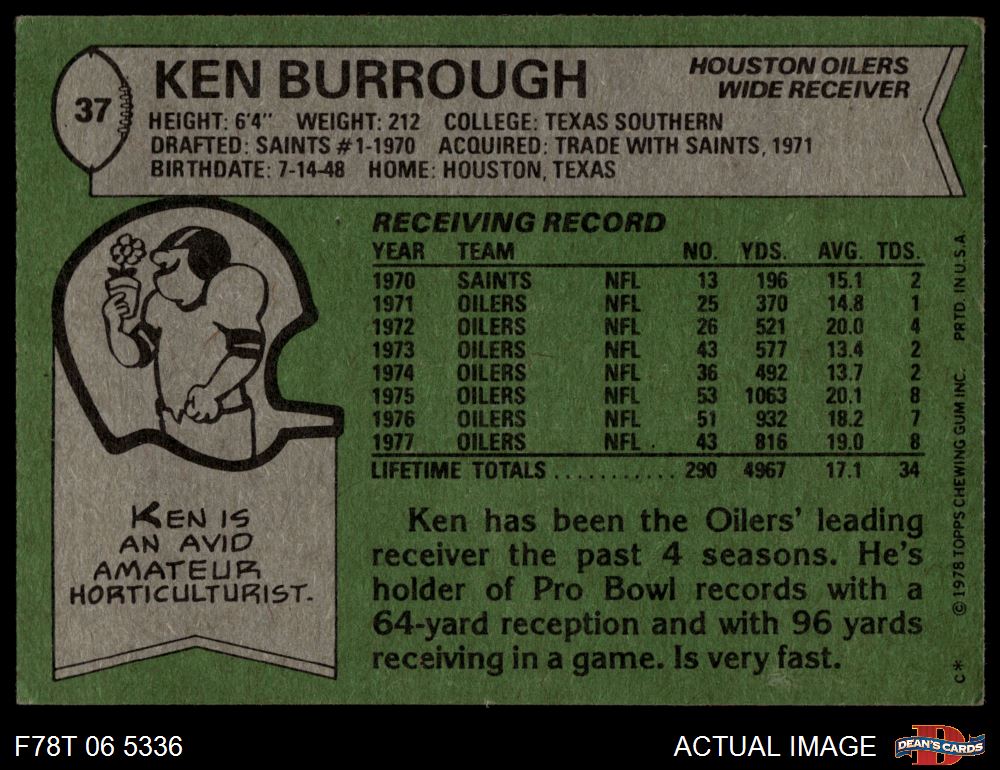 37
KEN BURROUGH
HOUSTON OILERS
WIDE RECEIVER
HEIGHT: 6'4" WEIGHT: 212 COLLEGE: TEXAS SOUTHERN
DRAFTED: SAINTS #1-1970 ACQUIRED: TRADE WITH SAINTS, 1971
BIRTHDATE: 7-14-48 HOME: HOUSTON, TEXAS
RECEIVING RECORD
YEAR TEAM NO. YDS. AVG. TDS.
1970 SAINTS NFL 13 196 15.1 2
1971 OILERS NFL 25 370 14.8 1
1972 OILERS NFL 26 521 20.0 4
1973 OILERS NFL 43 577 13.4 2
1974 OILERS NFL 36 492 13.7 2
1975 OILERS NFL 53 1063 20.1 8
1976 OILERS NFL 51 932 18.2 7
1977 OILERS NFL 43 816 19.0 8
LIFETIME TOTALS ........... 290 4967 17.1 34
KEN IS
AN AVID
AMATEUR
HORTICULTURIST.
Ken has been the Oilers' leading
receiver the past 4 seasons. He's
holder of Pro Bowl records with a
64-yard reception and with 96 yards
receiving in a game. Is very fast.
C* © 1978 TOPPS CHEWING GUM INC. PRTD. IN U.S.A.
F78T 06 5336
ACTUAL IMAGE
D
DEAN'S CARDS